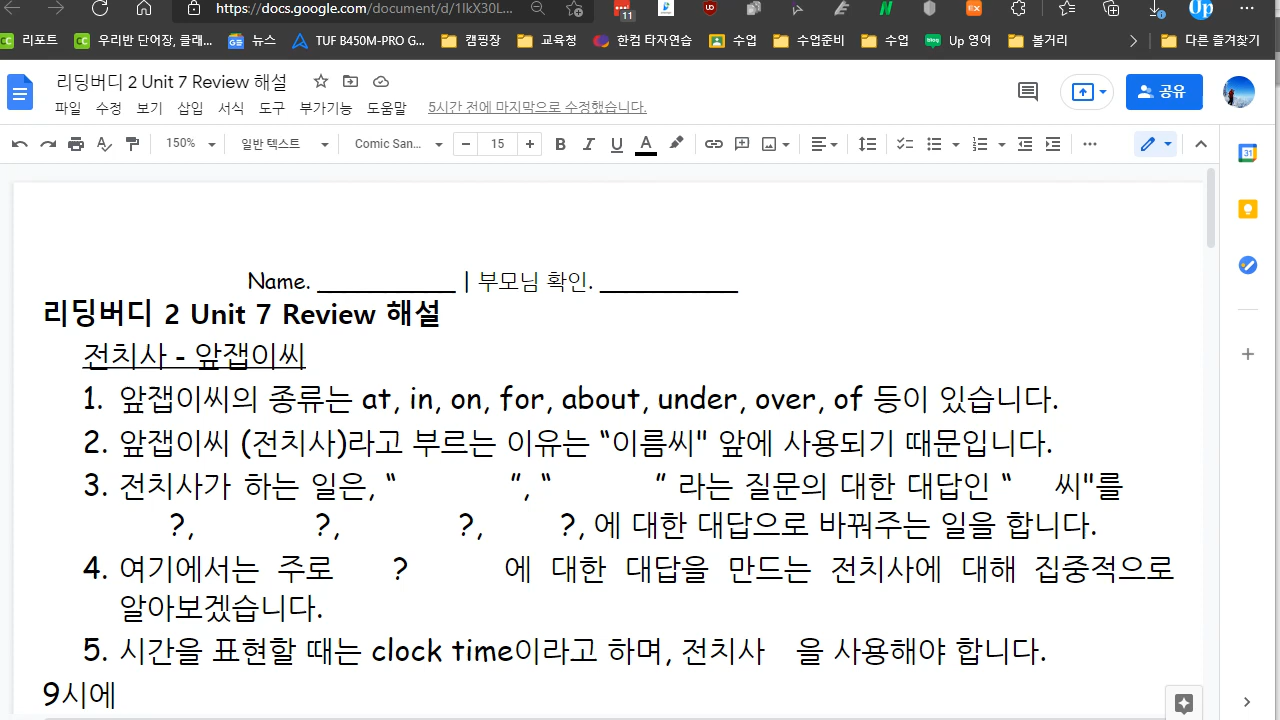 https://docs.google.com/document/d/1IkX30L...
11
Up
리포트 우리반 단어장, 클래... 뉴스 TUF B450M-PRO G... 캠핑장 교육청 한컴 타자연습 수업 수업준비 수업 Up 영어 볼거리 다른 즐겨찾기
리딩버디 2 Unit 7 Review 해설
공유
파일 수정 보기 삽입 서식 도구 부가기능 도움말 5시간 전에 마지막으로 수정했습니다.
150% 일반 텍스트 Comic San... 15 B I U A
31
Name. ____________ | 부모님 확인. ____________
리딩버디 2 Unit 7 Review 해설
전치사 - 앞잽이씨
1. 앞잽이씨의 종류는 at, in, on, for, about, under, over, of 등이 있습니다.
2. 앞잽이씨 (전치사)라고 부르는 이유는 “이름씨" 앞에 사용되기 때문입니다.
3. 전치사가 하는 일은, “ ”, “ ” 라는 질문의 대한 대답인 “ 씨"를
?, ?, ?, ?, 에 대한 대답으로 바꿔주는 일을 합니다.
4. 여기에서는 주로 ? 에 대한 대답을 만드는 전치사에 대해 집중적으로
알아보겠습니다.
5. 시간을 표현할 때는 clock time이라고 하며, 전치사 을 사용해야 합니다.
9시에